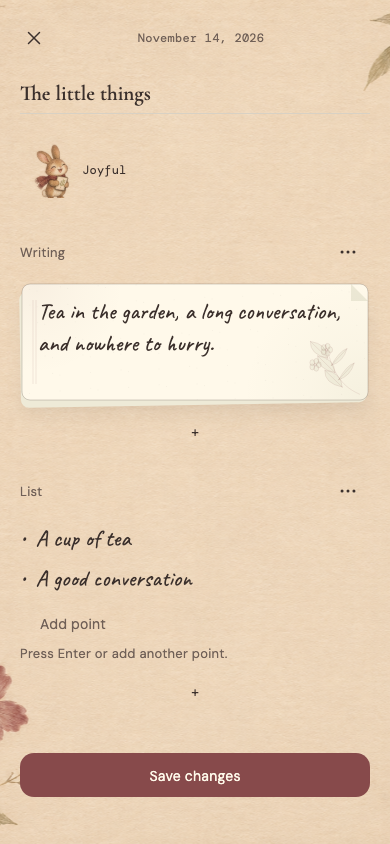 November 14, 2026
The little things
Joyful
Writing
Tea in the garden, a long conversation,
and nowhere to hurry.
+
List
• A cup of tea
• A good conversation
Add point
Press Enter or add another point.
+
Save changes